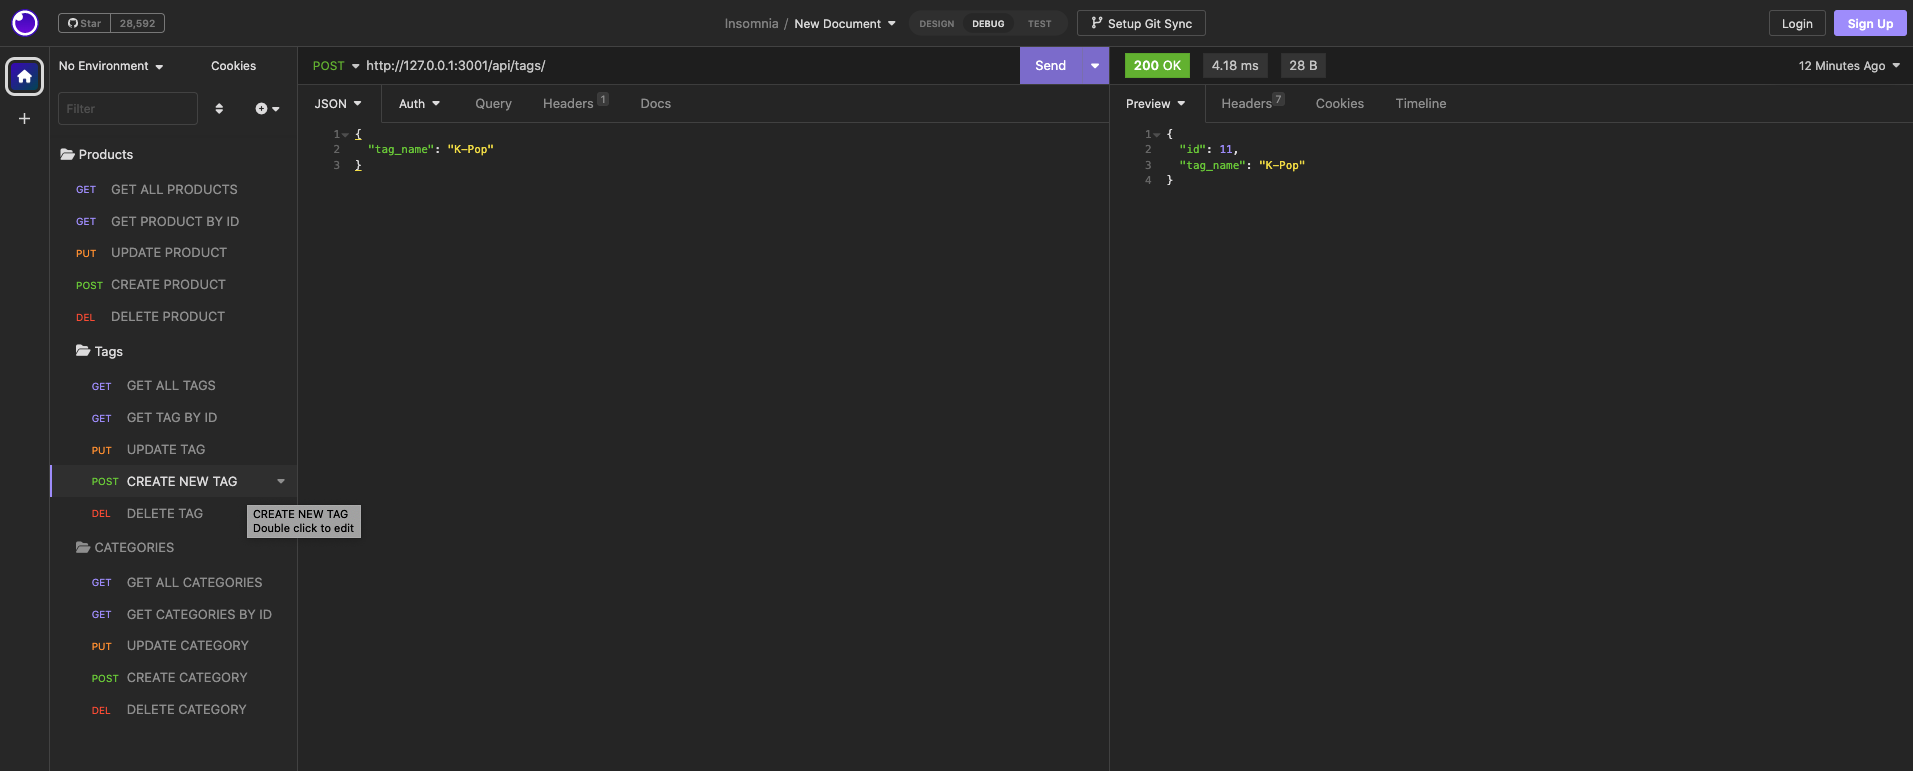 Star 28,592
Insomnia / New Document
DESIGN DEBUG TEST
Setup Git Sync
Login
Sign Up
No Environment
Cookies
POST http://127.0.0.1:3001/api/tags/
Send
200 OK 4.18 ms 28 B
12 Minutes Ago
Filter
JSON Auth Query Headers 1 Docs
Preview Headers 7 Cookies Timeline
Products
GET GET ALL PRODUCTS
GET GET PRODUCT BY ID
PUT UPDATE PRODUCT
POST CREATE PRODUCT
DEL DELETE PRODUCT
Tags
GET GET ALL TAGS
GET GET TAG BY ID
PUT UPDATE TAG
POST CREATE NEW TAG
DEL DELETE TAG
CREATE NEW TAG
Double click to edit
CATEGORIES
GET GET ALL CATEGORIES
GET GET CATEGORIES BY ID
PUT UPDATE CATEGORY
POST CREATE CATEGORY
DEL DELETE CATEGORY
1 {
2 "tag_name": "K-Pop"
3 }
1 {
2 "id": 11,
3 "tag_name": "K-Pop"
4 }